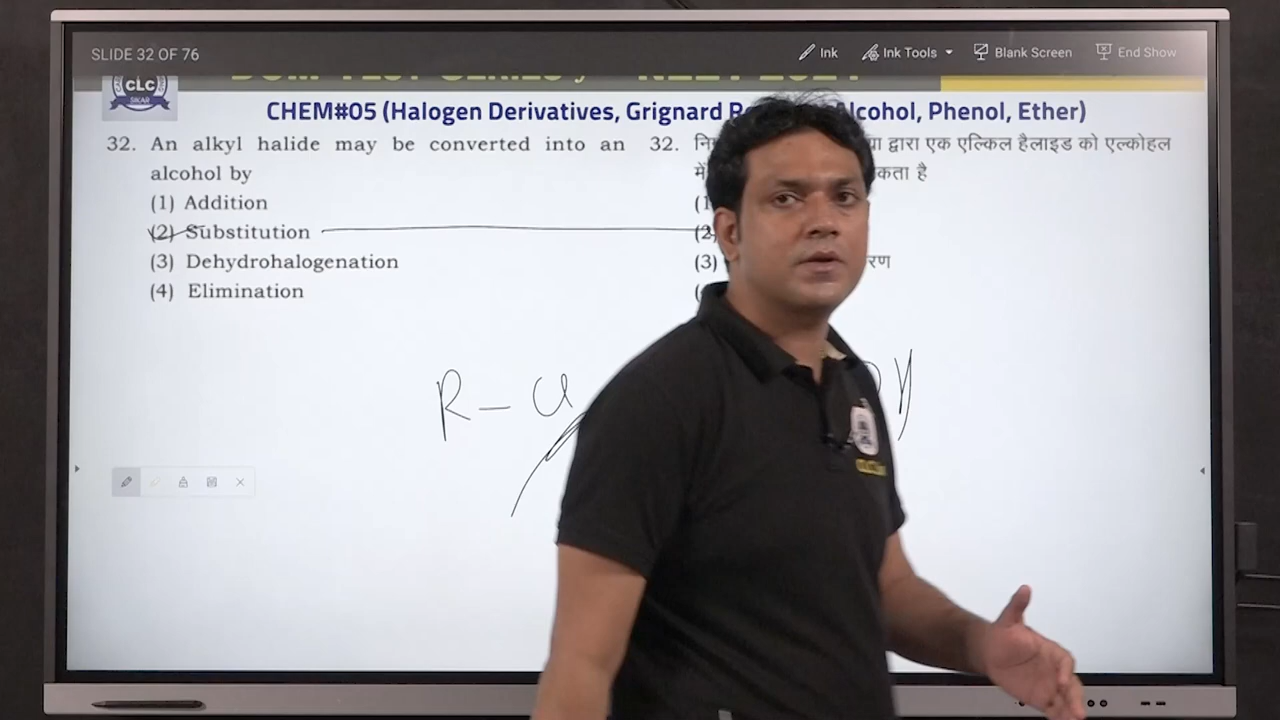 SLIDE 32 OF 76
Ink
Ink Tools
Blank Screen
End Show
CLC
SIKAR
CHEM#05 (Halogen Derivatives, Grignard Alcohol, Phenol, Ether)
32. An alkyl halide may be converted into an
alcohol by
(1) Addition
(2) Substitution
(3) Dehydrohalogenation
(4) Elimination
32. द्वारा एक एल्किल हैलाइड को एल्कोहल
है
(2)
(3)
R - Cl